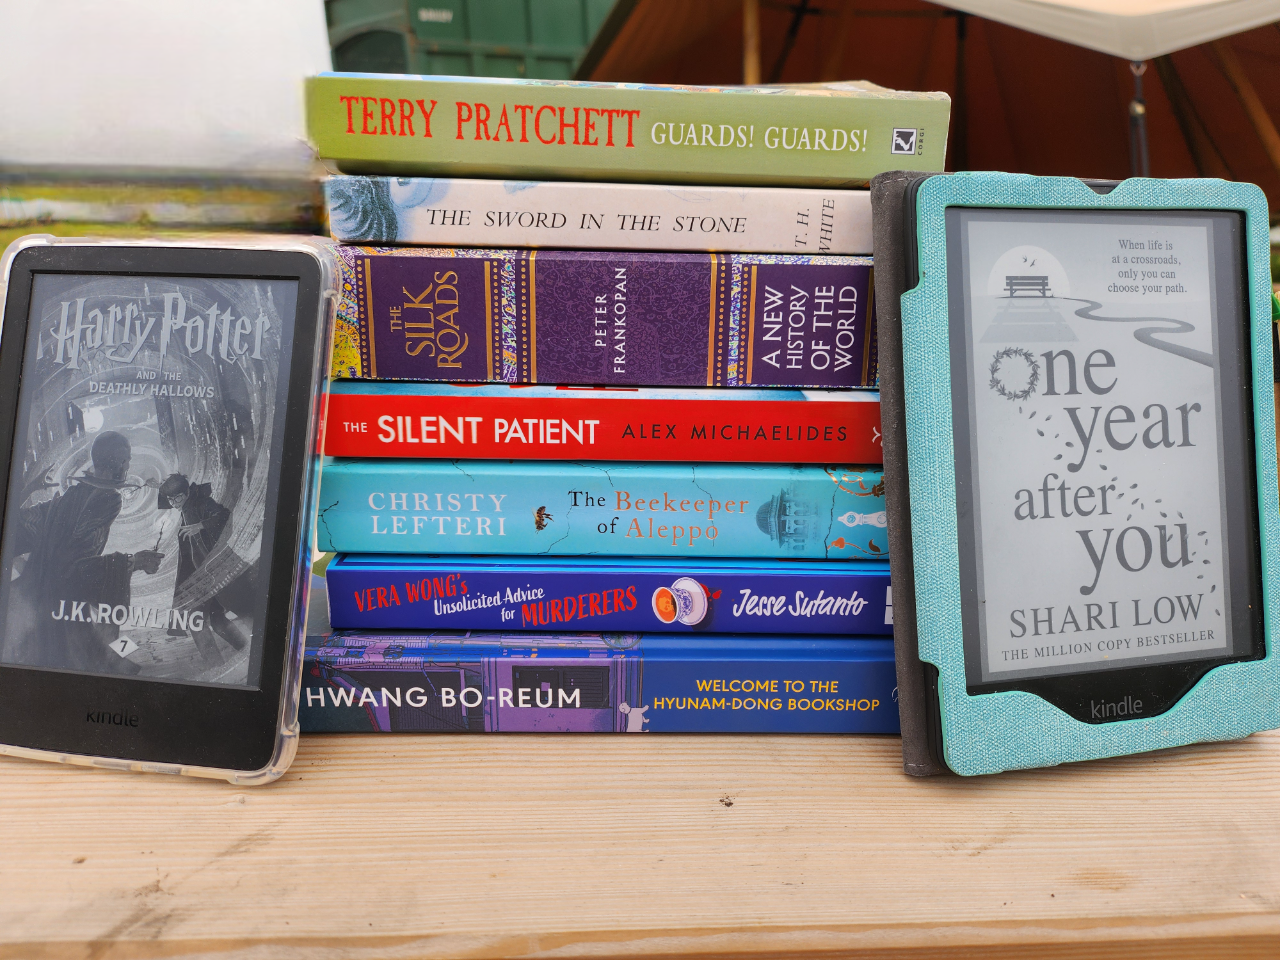 TERRY PRATCHETT GUARDS! GUARDS! CORGI
THE SWORD IN THE STONE T. H. WHITE
THE SILK ROADS
PETER FRANKOPAN
A NEW HISTORY OF THE WORLD
THE SILENT PATIENT ALEX MICHAELIDES
CHRISTY LEFTERI
The Beekeeper of Aleppo
VERA WONG's Unsolicited Advice for MURDERERS Jesse Sutanto
HWANG BO-REUM
WELCOME TO THE
HYUNAM-DONG BOOKSHOP
Harry Potter
AND THE
DEATHLY HALLOWS
J.K. ROWLING
7
kindle
When life is
at a crossroads,
only you can
choose your path.
one
year
after
you
SHARI LOW
THE MILLION COPY BESTSELLER
kindle